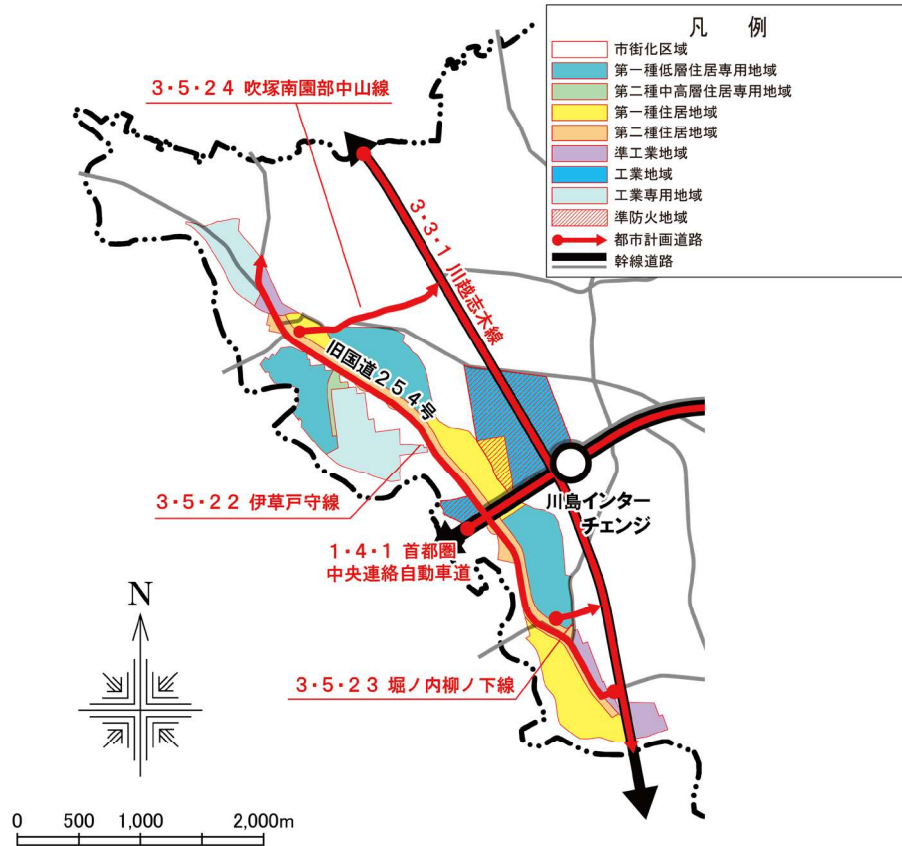 凡 例
市街化区域
第一種低層住居専用地域
第二種中高層住居専用地域
第一種住居地域
第二種住居地域
準工業地域
工業地域
工業専用地域
準防火地域
都市計画道路
幹線道路
3・5・24 吹塚南園部中山線
3・3・1 川越志木線
旧国道254号
3・5・22 伊草戸守線
川島インター
チェンジ
1・4・1 首都圏
中央連絡自動車道
3・5・23 堀ノ内柳ノ下線
N
0 500 1,000 2,000m